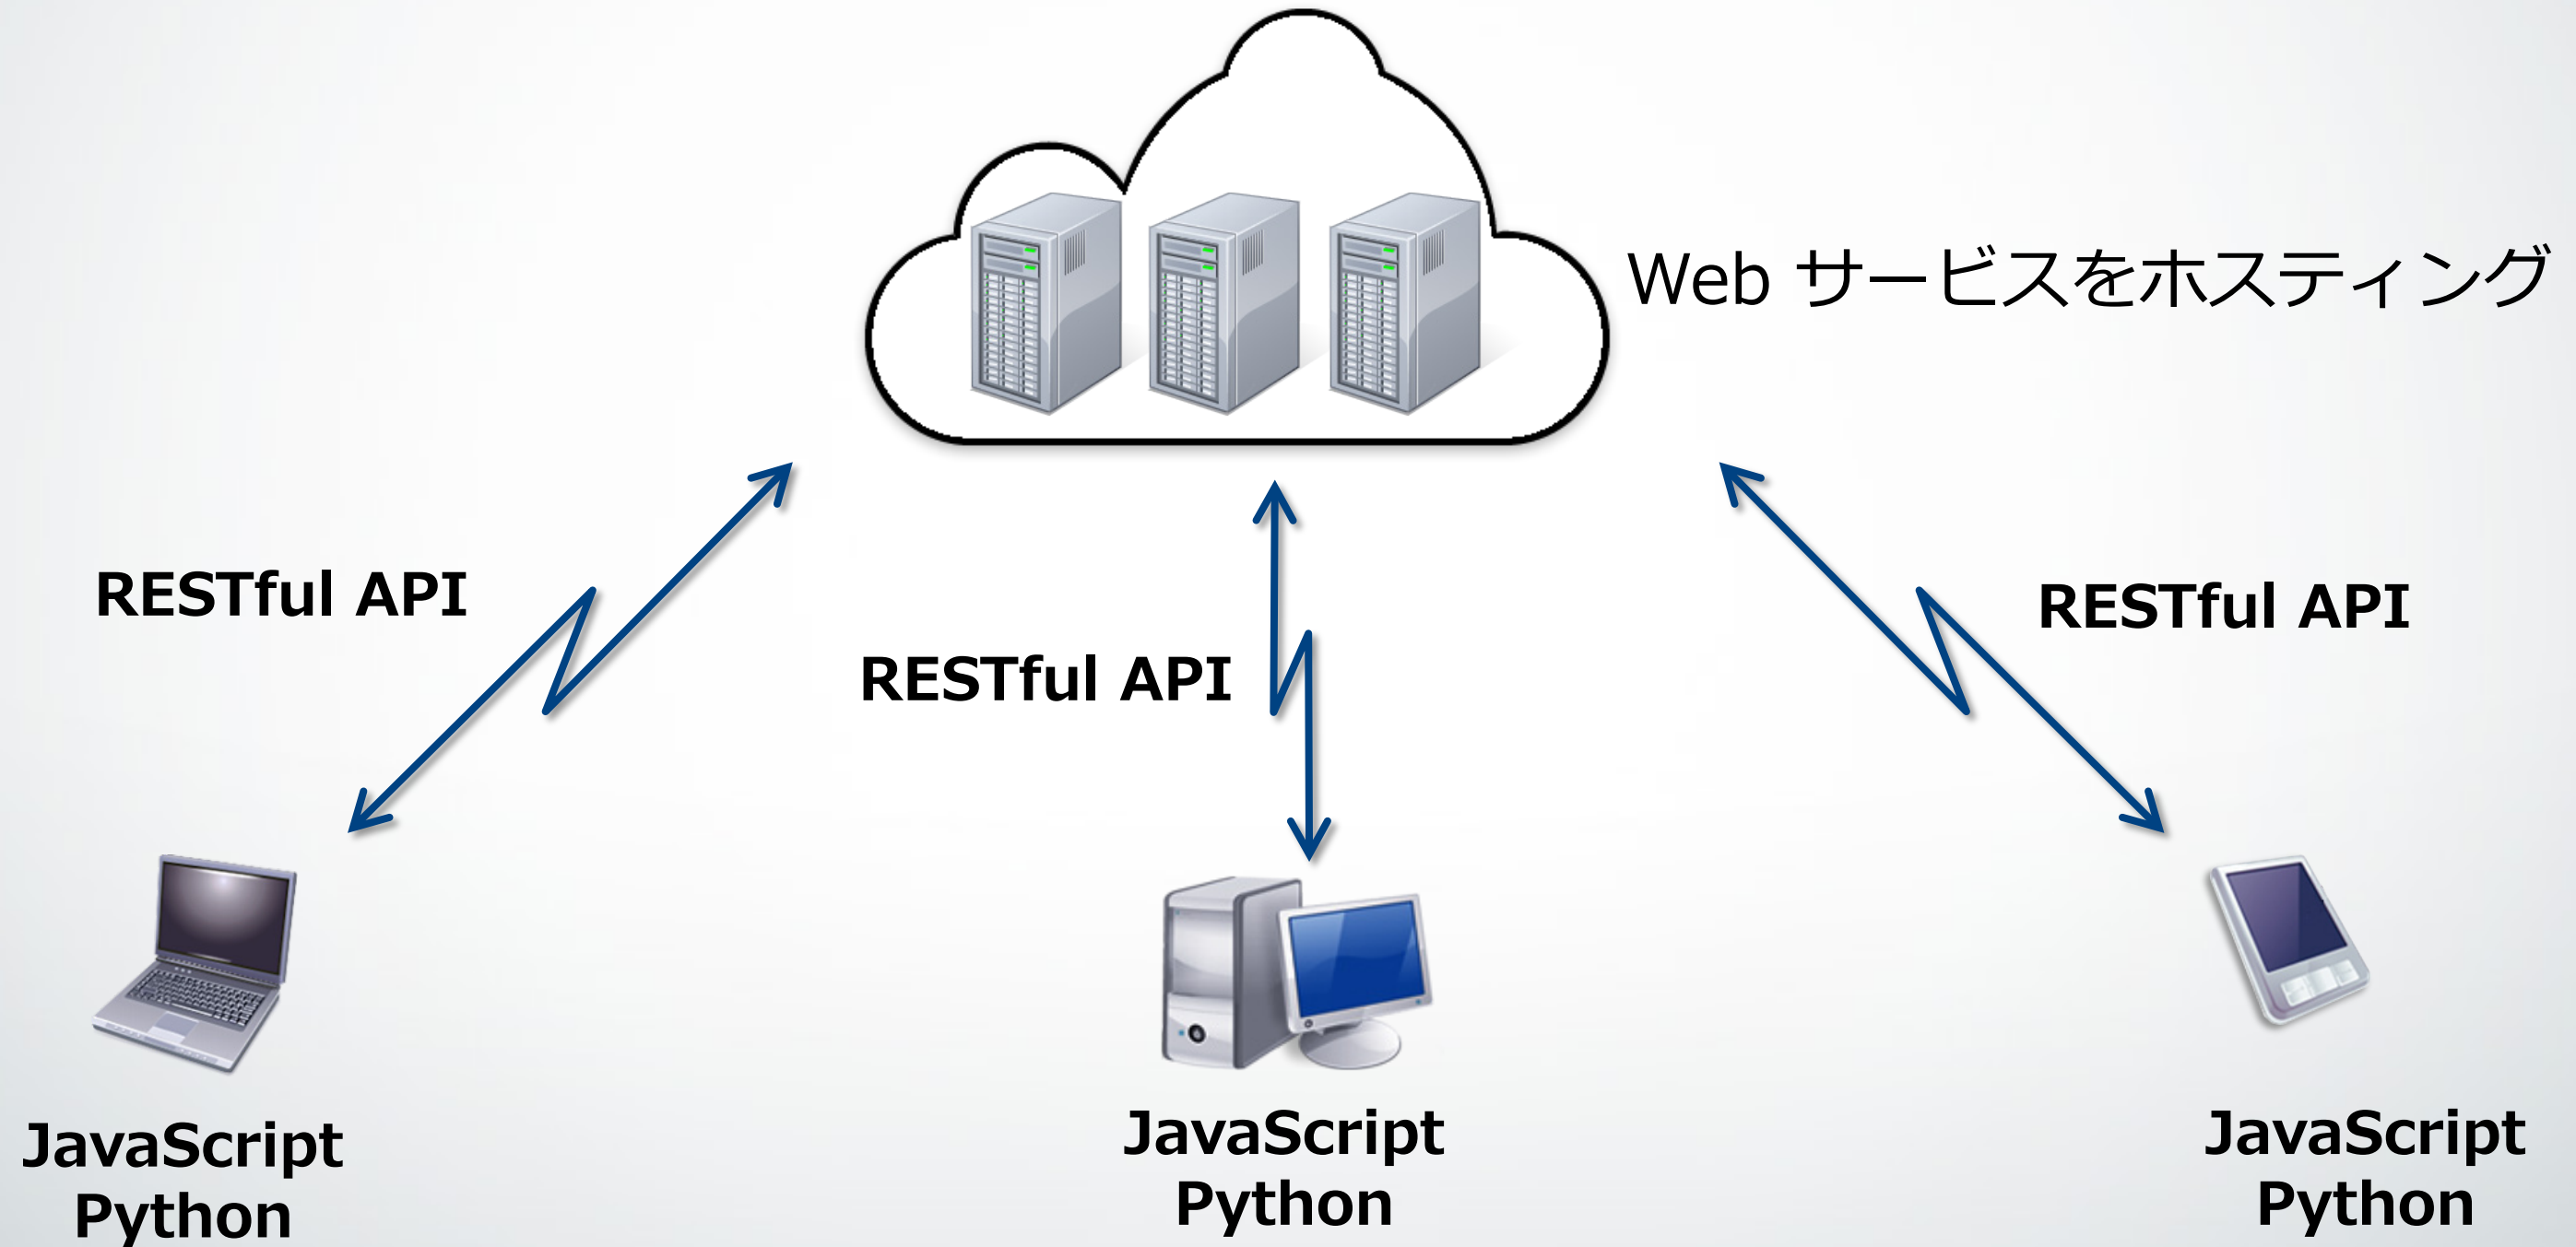 Web サービスをホスティング
RESTful API
RESTful API
RESTful API
JavaScript
Python
JavaScript
Python
JavaScript
Python